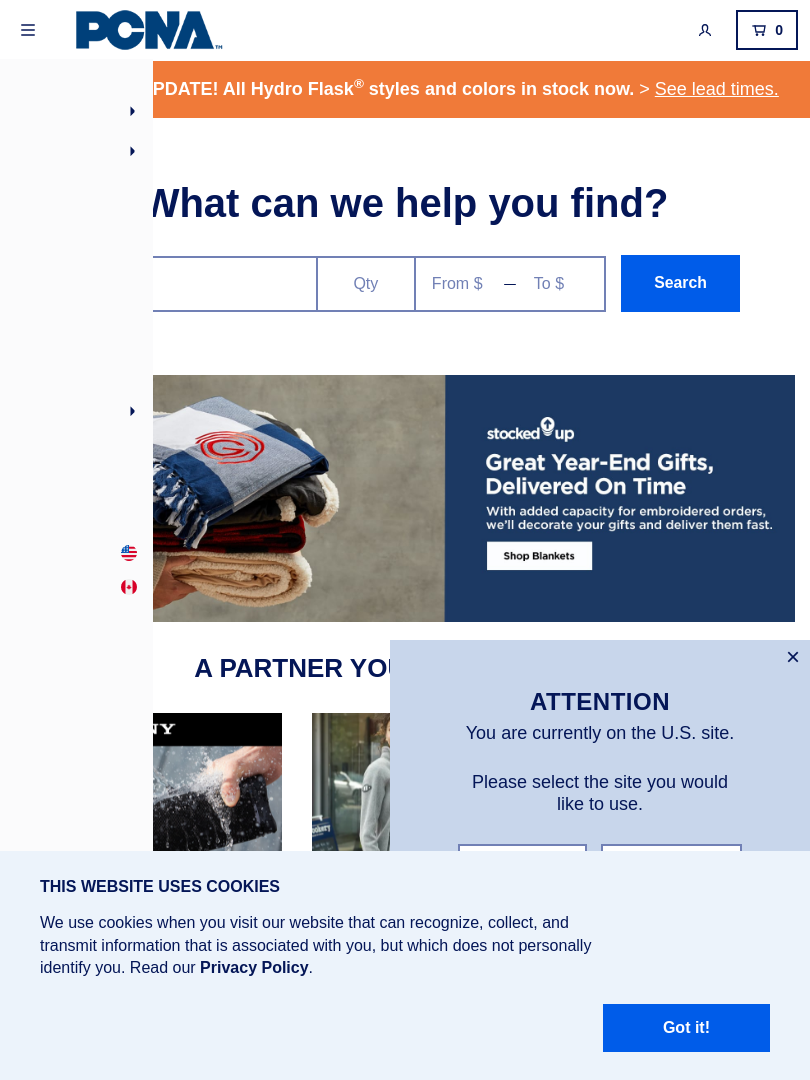 PCNA™
0
PDATE! All Hydro Flask® styles and colors in stock now. > See lead times.
What can we help you find?
Qty
From $ — To $
Search
stocked up
Great Year-End Gifts,
Delivered On Time
With added capacity for embroidered orders,
we'll decorate your gifts and deliver them fast.
Shop Blankets
A PARTNER YOU
NY
ATTENTION
You are currently on the U.S. site.
Please select the site you would
like to use.
THIS WEBSITE USES COOKIES
We use cookies when you visit our website that can recognize, collect, and
transmit information that is associated with you, but which does not personally
identify you. Read our Privacy Policy.
Got it!